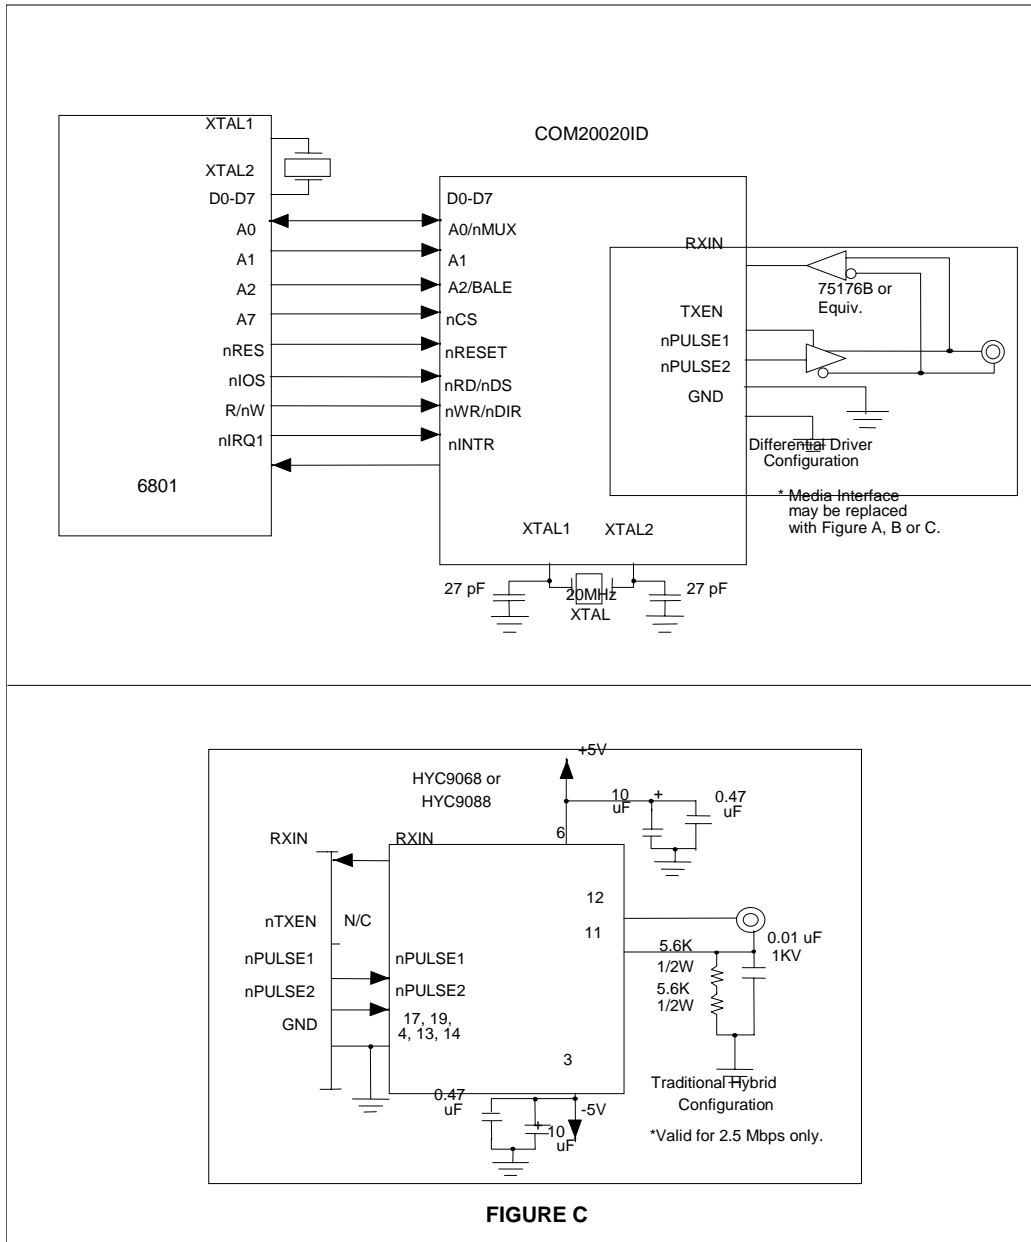 XTAL1
XTAL2
D0-D7
A0
A1
A2
A7
nRES
nIOS
R/nW
nIRQ1
6801
COM20020ID
D0-D7
A0/nMUX
A1
A2/BALE
nCS
nRESET
nRD/nDS
nWR/nDIR
nINTR
RXIN
TXEN
nPULSE1
nPULSE2
GND
75176B or
Equiv.
Differential Driver
Configuration
* Media Interface
may be replaced
with Figure A, B or C.
XTAL1
XTAL2
27 pF
20MHz
XTAL
27 pF
+5V
HYC9068 or
HYC9088
10
uF
+
0.47
uF
6
RXIN
RXIN
nTXEN
N/C
nPULSE1
nPULSE1
nPULSE2
nPULSE2
GND
17, 19,
4, 13, 14
12
11
5.6K
1/2W
5.6K
1/2W
0.01 uF
1KV
3
0.47
uF
+
10
uF
-5V
Traditional Hybrid
Configuration
*Valid for 2.5 Mbps only.
FIGURE C